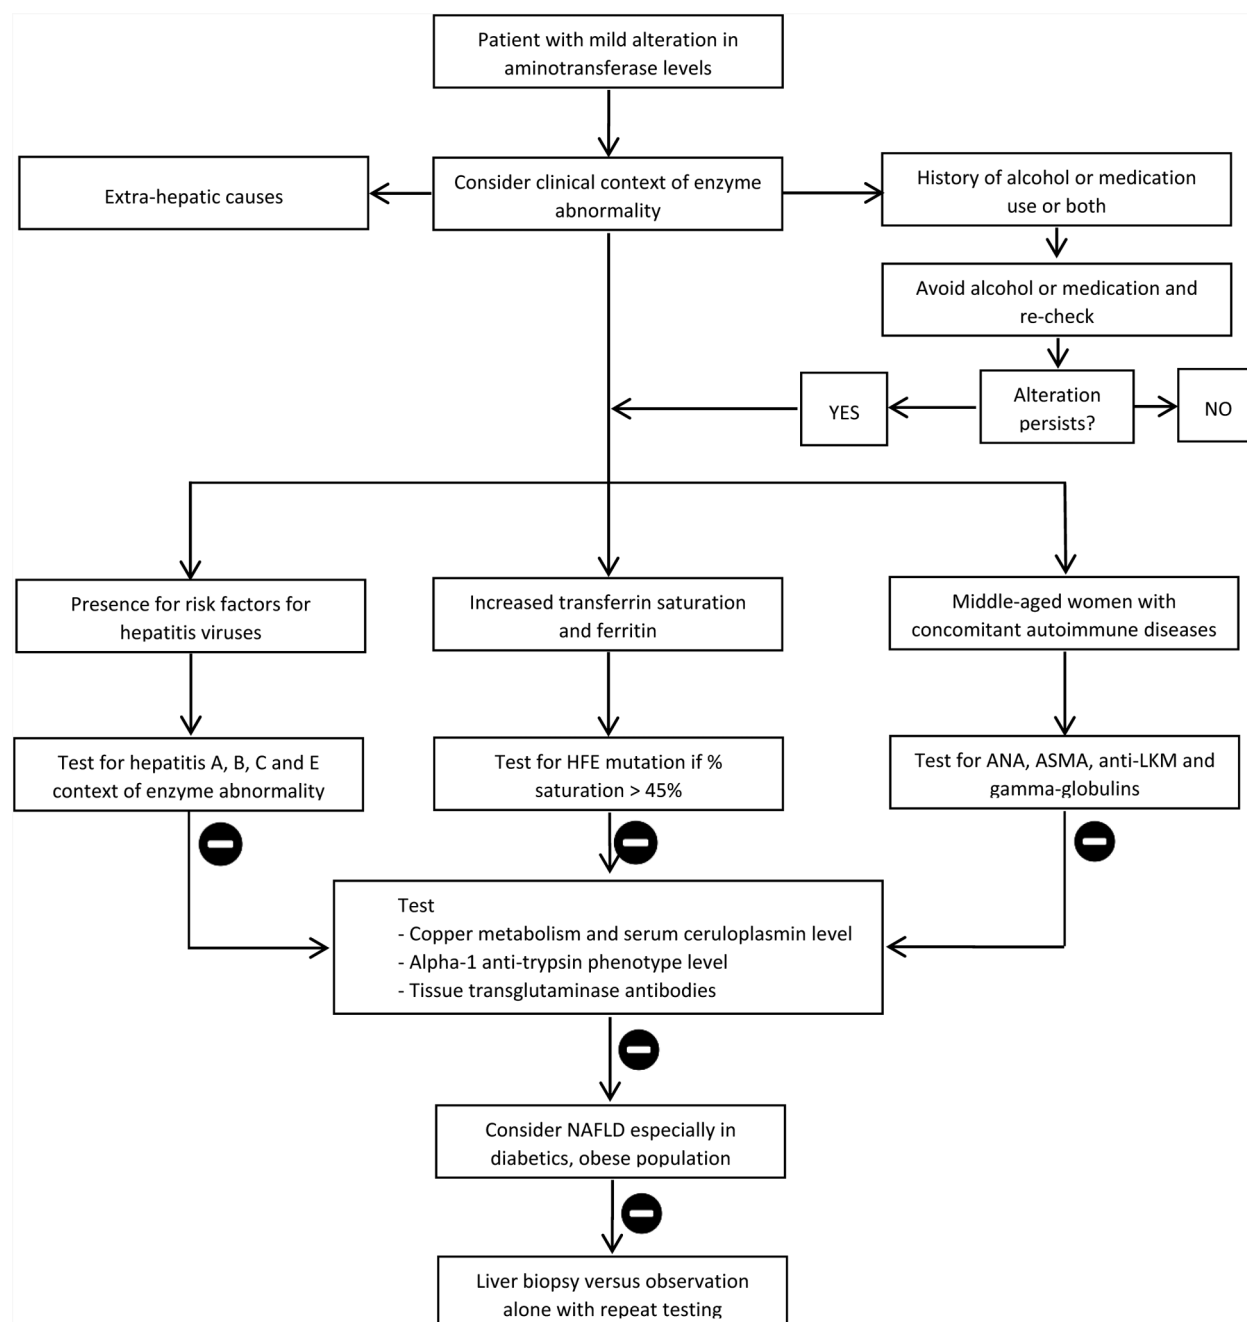 Patient with mild alteration in
aminotransferase levels
Extra-hepatic causes
Consider clinical context of enzyme
abnormality
History of alcohol or medication
use or both
Avoid alcohol or medication and
re-check
YES
Alteration
persists?
NO
Presence for risk factors for
hepatitis viruses
Increased transferrin saturation
and ferritin
Middle-aged women with
concomitant autoimmune diseases
Test for hepatitis A, B, C and E
context of enzyme abnormality
Test for HFE mutation if %
saturation > 45%
Test for ANA, ASMA, anti-LKM and
gamma-globulins
Test
- Copper metabolism and serum ceruloplasmin level
- Alpha-1 anti-trypsin phenotype level
- Tissue transglutaminase antibodies
Consider NAFLD especially in
diabetics, obese population
Liver biopsy versus observation
alone with repeat testing